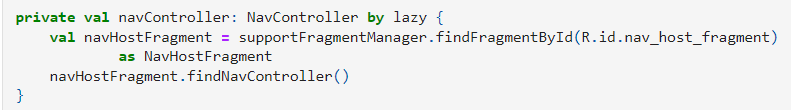 private val navController: NavController by lazy {
    val navHostFragment = supportFragmentManager.findFragmentById(R.id.nav_host_fragment)
            as NavHostFragment
    navHostFragment.findNavController()
}